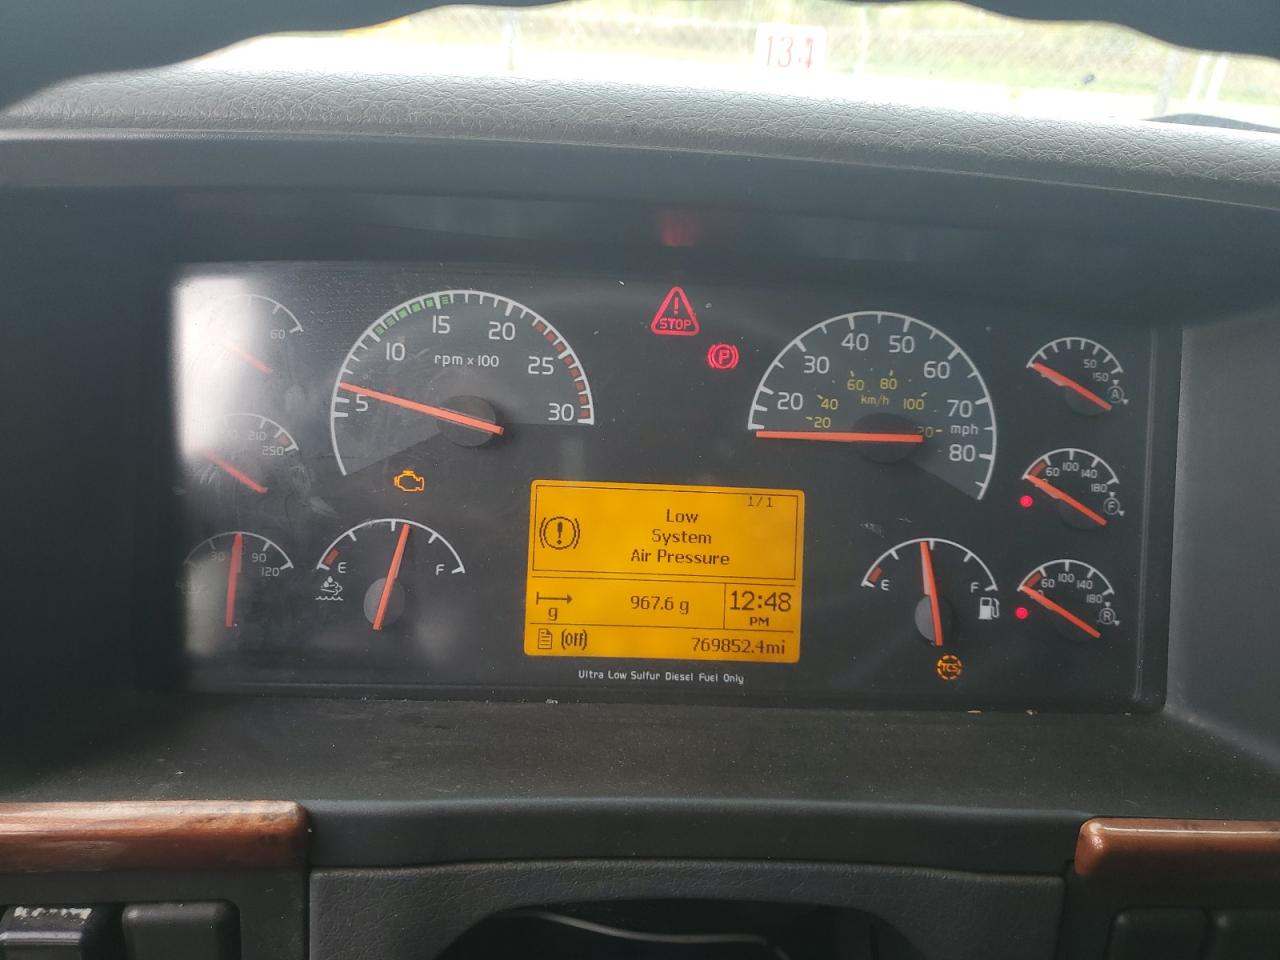 134
60
210
250
30
90
120
5
10
15
20
25
30
rpm x 100
E
F
STOP
P
20
30
40
50
60
70
80
mph
20
40
60
80
100
km/h
1/1
Low
System
Air Pressure
g
967.6 g
12:48
PM
(OFF)
769852.4mi
Ultra Low Sulfur Diesel Fuel Only
E
F
TCS
50
150
A
60
100
140
180
F
60
100
140
180
R